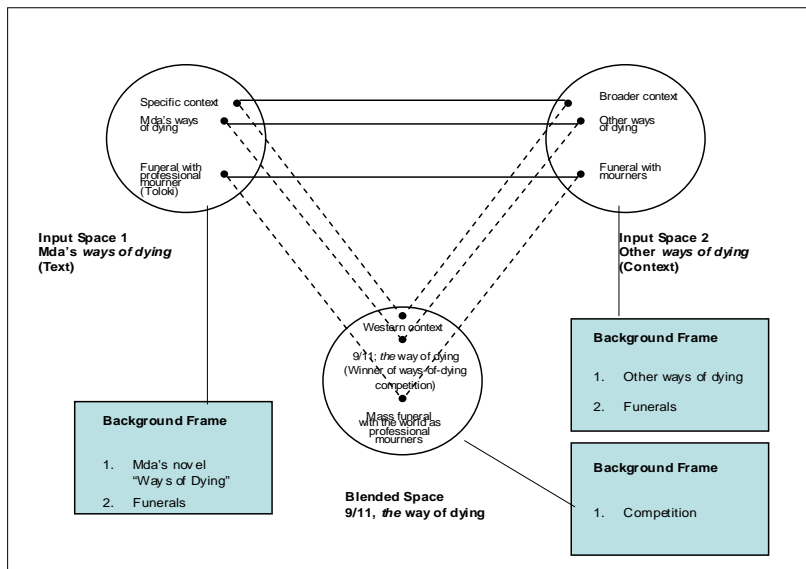 Specific context
Mda's ways
of dying
Funeral with
professional
mourner
(Toloki)
Broader context
Other ways
of dying
Funeral with
mourners
Input Space 1
Mda's ways of dying
(Text)
Input Space 2
Other ways of dying
(Context)
Western context
9/11; the way of dying
(Winner of ways-of-dying
competition)
Mass funeral
with the world as
professional
mourners
Background Frame
1. Other ways of dying
2. Funerals
Background Frame
1. Mda's novel
"Ways of Dying"
2. Funerals
Background Frame
1. Competition
Blended Space
9/11, the way of dying